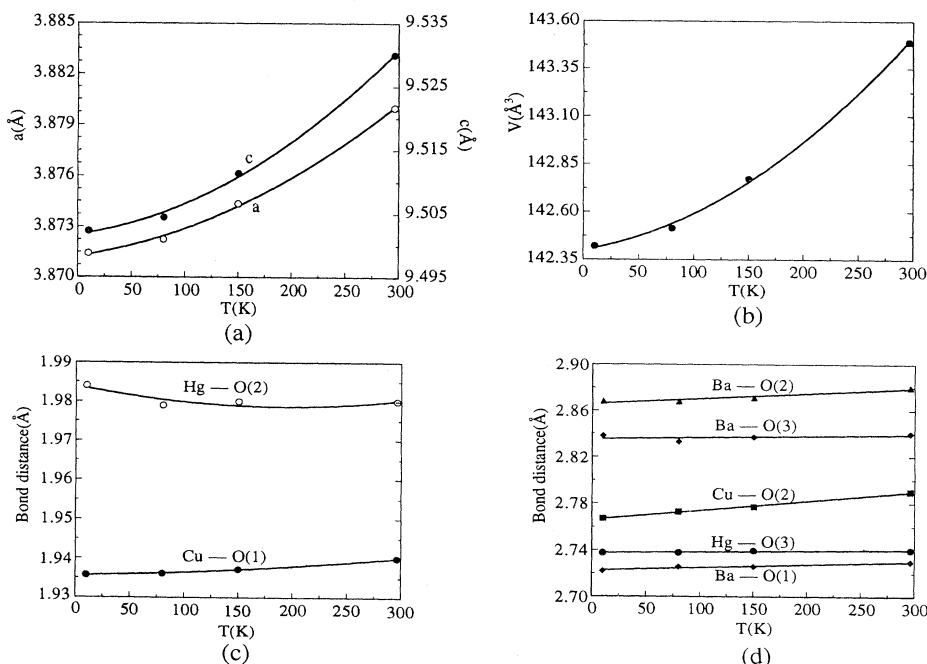 3.885
3.882
3.879
3.876
3.873
3.870
a(Å)
9.535
9.525
9.515
9.505
9.495
c(Å)
c
a
0 50 100 150 200 250 300
T(K)
(a)
143.60
143.35
143.10
142.85
142.60
142.35
V(Å³)
0 50 100 150 200 250 300
T(K)
(b)
1.99
1.98
1.97
1.96
1.95
1.94
1.93
Bond distance(Å)
Hg — O(2)
Cu — O(1)
0 50 100 150 200 250 300
T(K)
(c)
2.90
2.86
2.82
2.78
2.74
2.70
Bond distance(Å)
Ba — O(2)
Ba — O(3)
Cu — O(2)
Hg — O(3)
Ba — O(1)
0 50 100 150 200 250 300
T(K)
(d)